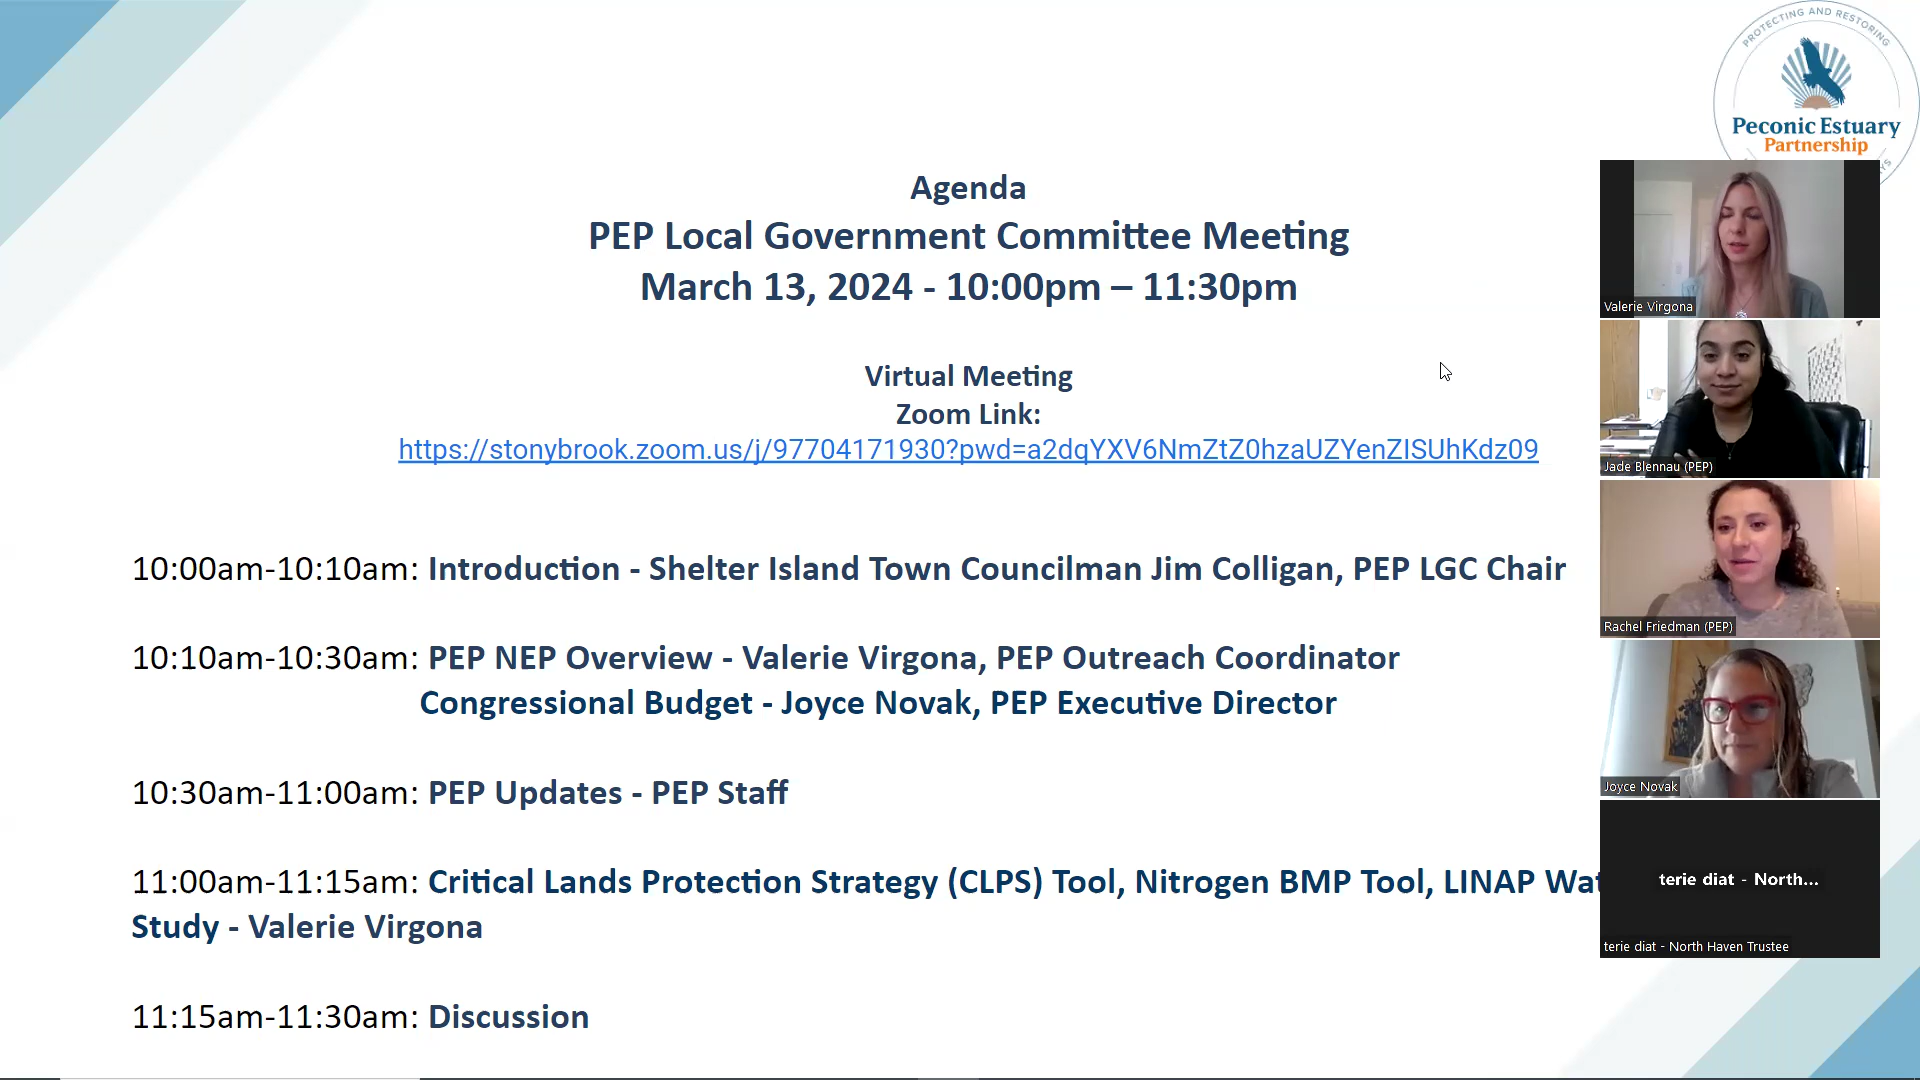 PROTECTING AND RESTORING
Peconic Estuary
Partnership
Agenda
PEP Local Government Committee Meeting
March 13, 2024 - 10:00pm – 11:30pm
Virtual Meeting
Zoom Link:
https://stonybrook.zoom.us/j/97704171930?pwd=a2dqYXV6NmZtZ0hzaUZYenZISUhKdz09
10:00am-10:10am: Introduction - Shelter Island Town Councilman Jim Colligan, PEP LGC Chair
10:10am-10:30am: PEP NEP Overview - Valerie Virgona, PEP Outreach Coordinator
Congressional Budget - Joyce Novak, PEP Executive Director
10:30am-11:00am: PEP Updates - PEP Staff
11:00am-11:15am: Critical Lands Protection Strategy (CLPS) Tool, Nitrogen BMP Tool, LINAP
Study - Valerie Virgona
11:15am-11:30am: Discussion
Valerie Virgona
Jade Blennau (PEP)
Rachel Friedman (PEP)
Joyce Novak
terie diat - North...
terie diat - North Haven Trustee